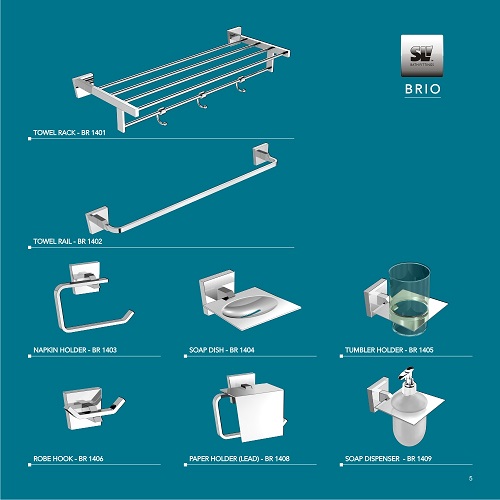 SL
BRIO
TOWEL RACK - BR 1401
TOWEL RAIL - BR 1402
NAPKIN HOLDER - BR 1403
SOAP DISH - BR 1404
TUMBLER HOLDER - BR 1405
ROBE HOOK - BR 1406
PAPER HOLDER (LEAD) - BR 1408
SOAP DISPENSER - BR 1409
5